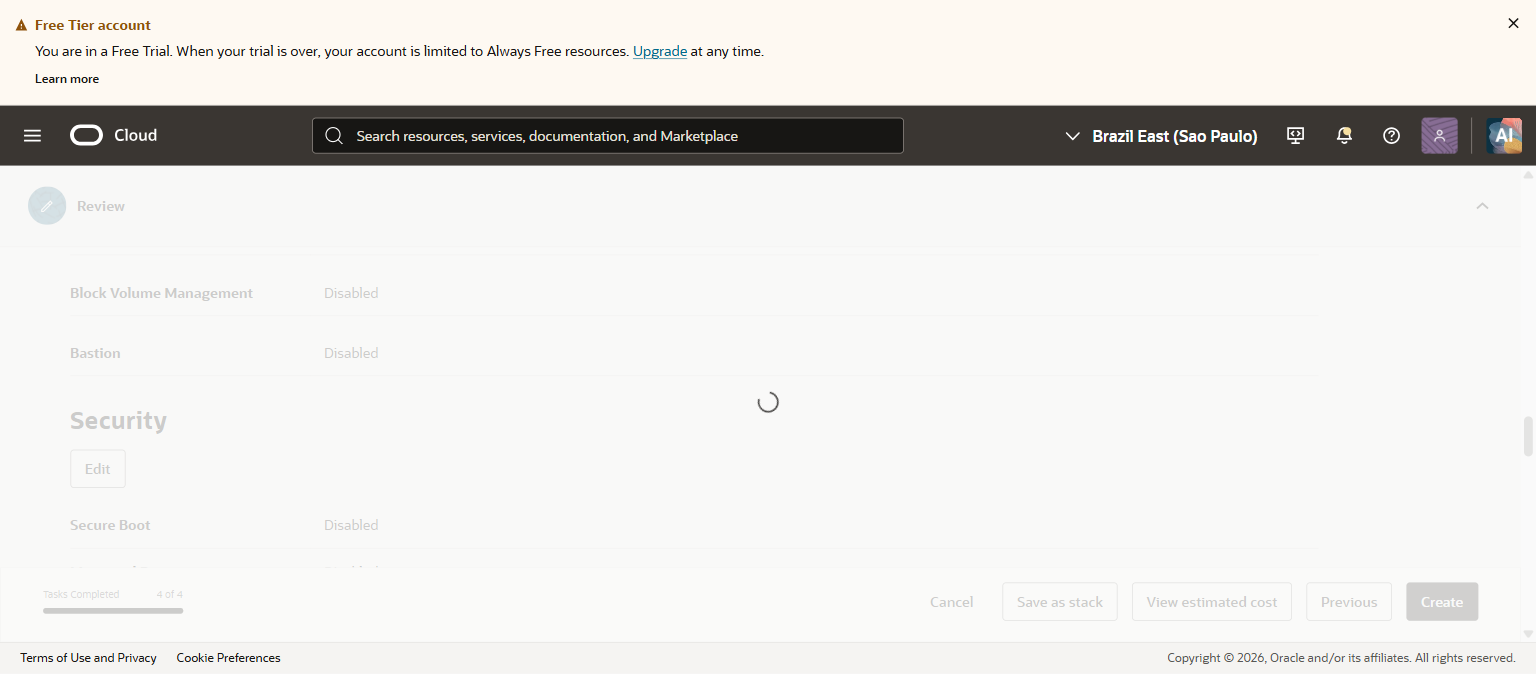 Free Tier account
You are in a Free Trial. When your trial is over, your account is limited to Always Free resources. Upgrade at any time.
Learn more
Cloud
Search resources, services, documentation, and Marketplace
Brazil East (Sao Paulo)
AI
Review
Block Volume Management Disabled
Bastion Disabled
Security
Edit
Secure Boot Disabled
Tasks Completed 4 of 4
Cancel
Save as stack
View estimated cost
Previous
Create
Terms of Use and Privacy
Cookie Preferences
Copyright © 2026, Oracle and/or its affiliates. All rights reserved.